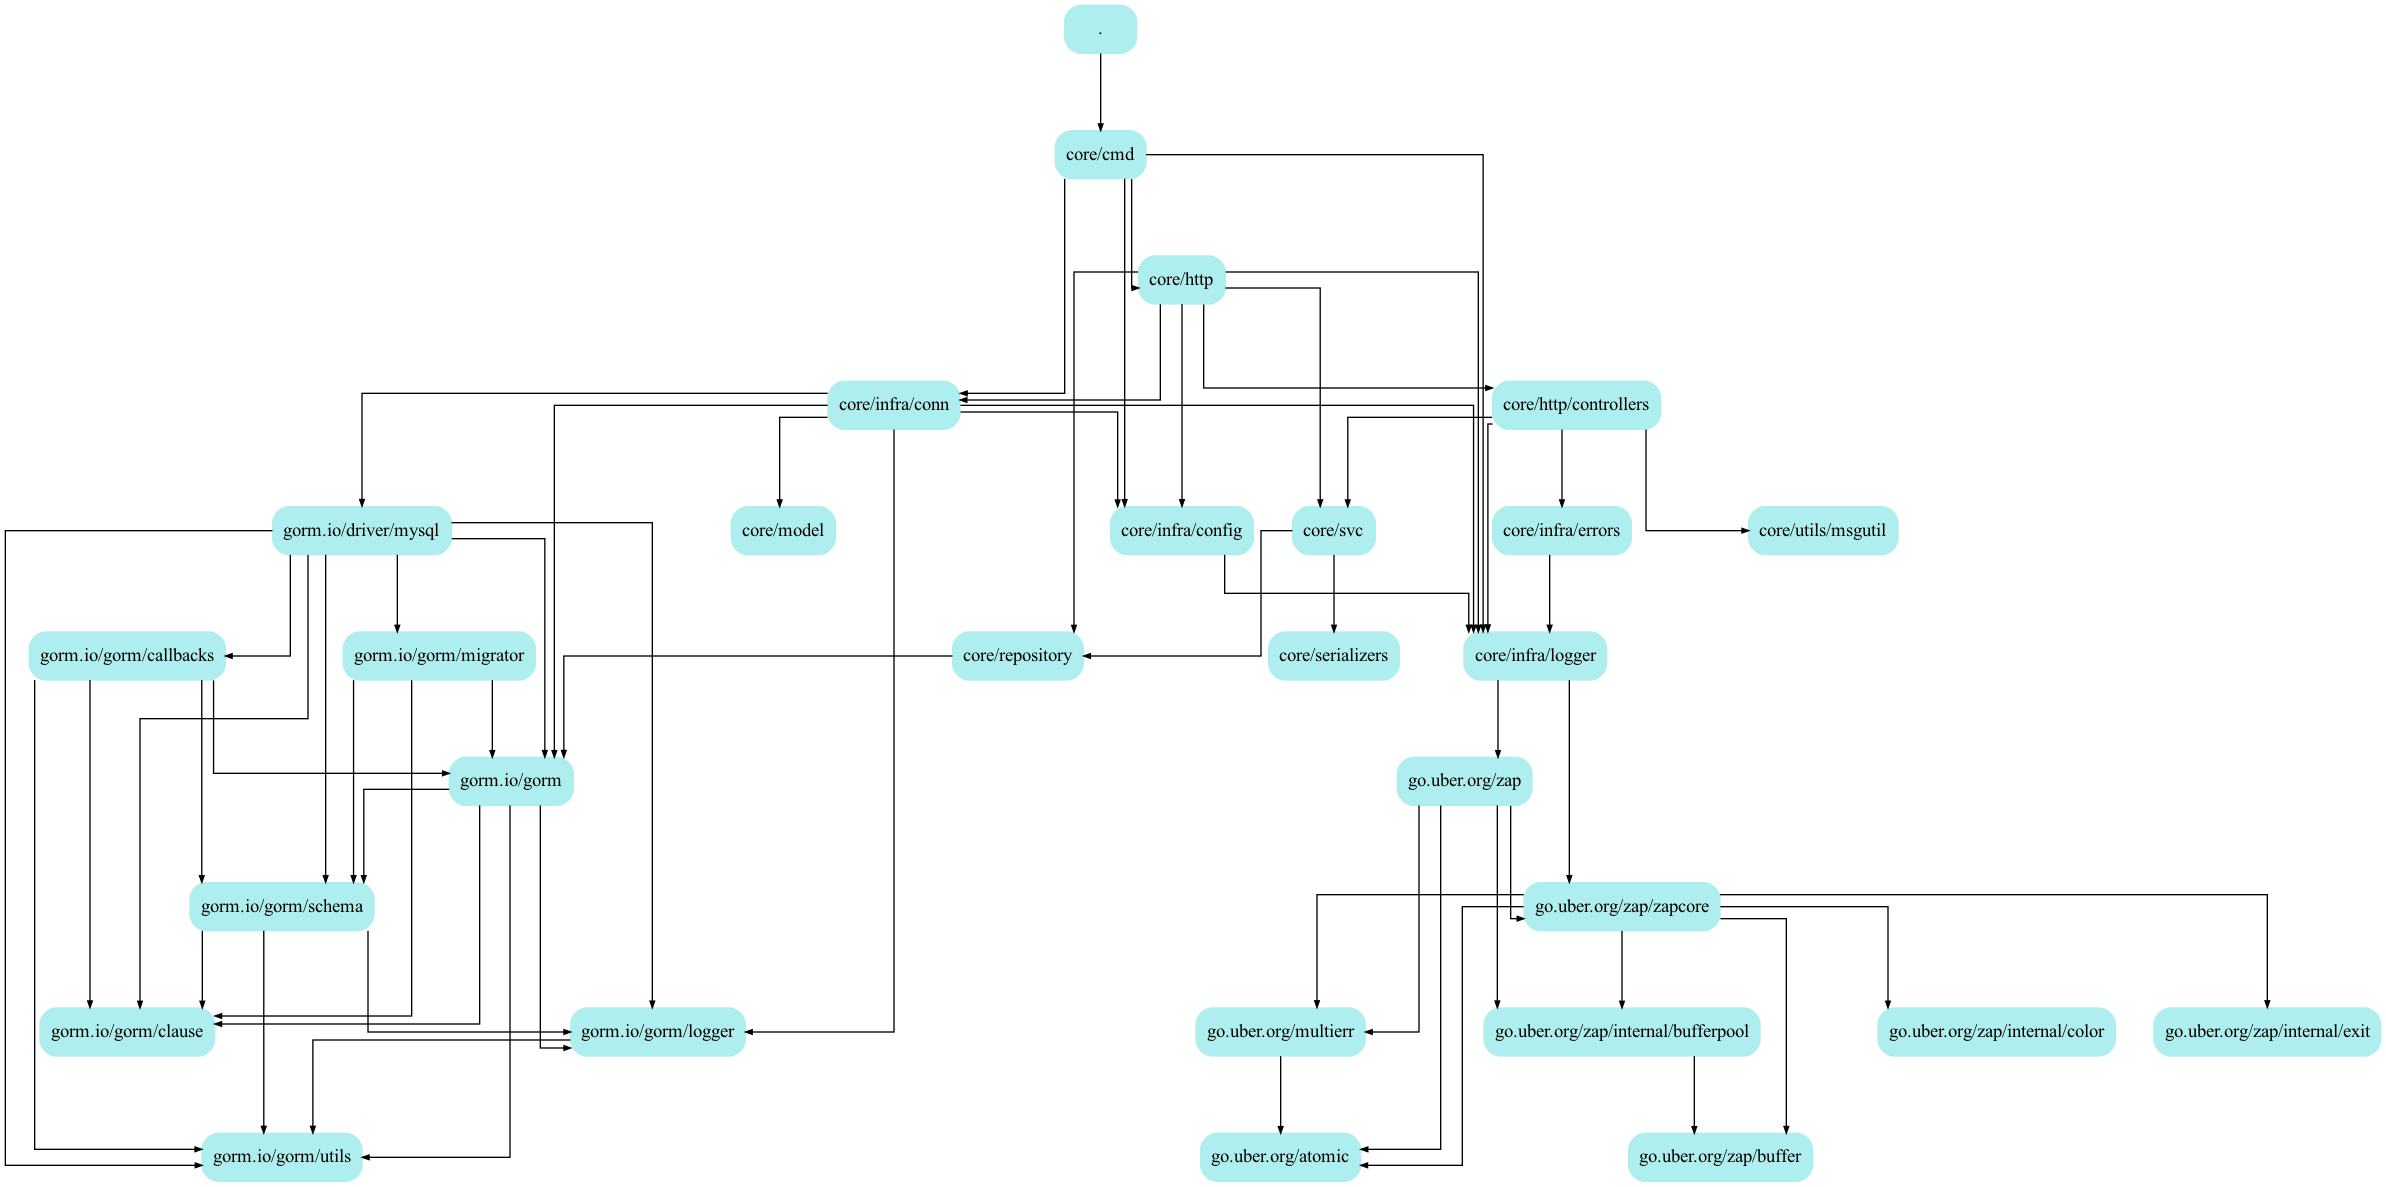 .
core/cmd
core/http
core/infra/conn
core/http/controllers
gorm.io/driver/mysql
core/model
core/infra/config
core/svc
core/infra/errors
core/utils/msgutil
gorm.io/gorm/callbacks
gorm.io/gorm/migrator
core/repository
core/serializers
core/infra/logger
gorm.io/gorm
go.uber.org/zap
gorm.io/gorm/schema
go.uber.org/zap/zapcore
gorm.io/gorm/clause
gorm.io/gorm/logger
go.uber.org/multierr
go.uber.org/zap/internal/bufferpool
go.uber.org/zap/internal/color
go.uber.org/zap/internal/exit
gorm.io/gorm/utils
go.uber.org/atomic
go.uber.org/zap/buffer